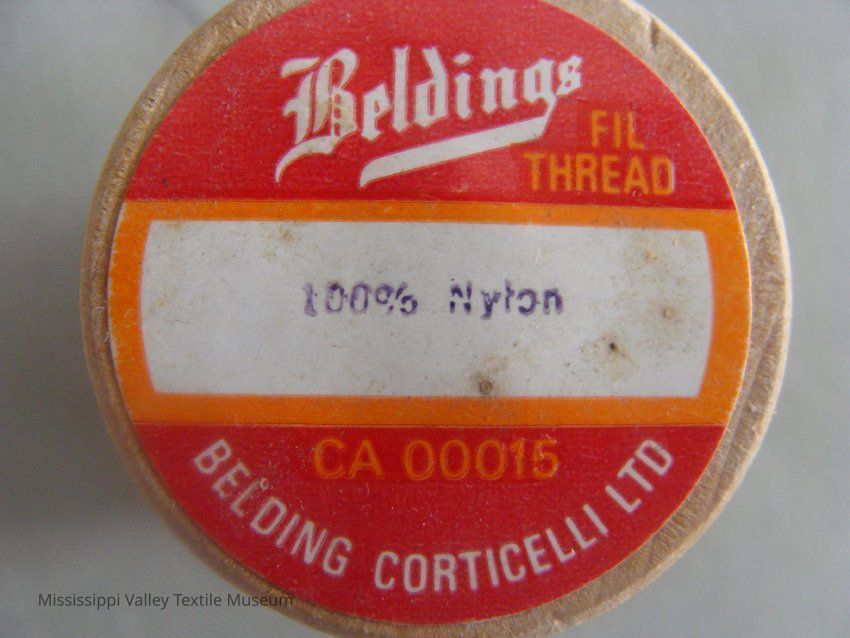 Beldings
FIL
THREAD
100% Nylon
CA 00015
BELDING CORTICELLI LTD
Mississippi Valley Textile Museum